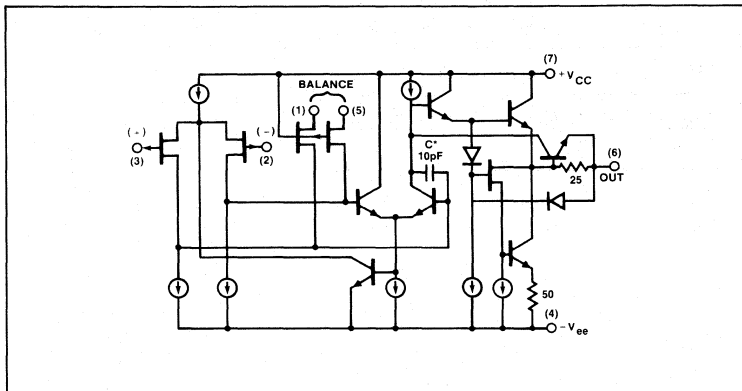 (7)
+VCC
BALANCE
(1) (5)
(-) (-)
(3) (2)
C*
10pF
(6)
25
OUT
50
(4)
-Vee